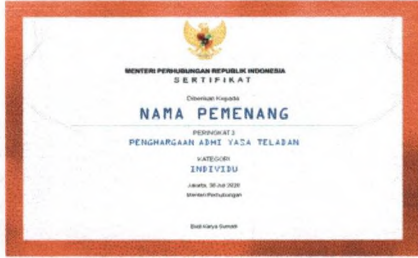 MENTERI PERHUBUNGAN REPUBLIK INDONESIA
SERTIFIKAT
Diberikan Kepada
NAMA PEMENANG
PERINGKAT 1
PENGHARGAAN ADHI YASA TELADAN
KATEGORI
INDIVIDU
Jakarta, 30 Juli 2020
Menteri Perhubungan
Budi Karya Sumadi